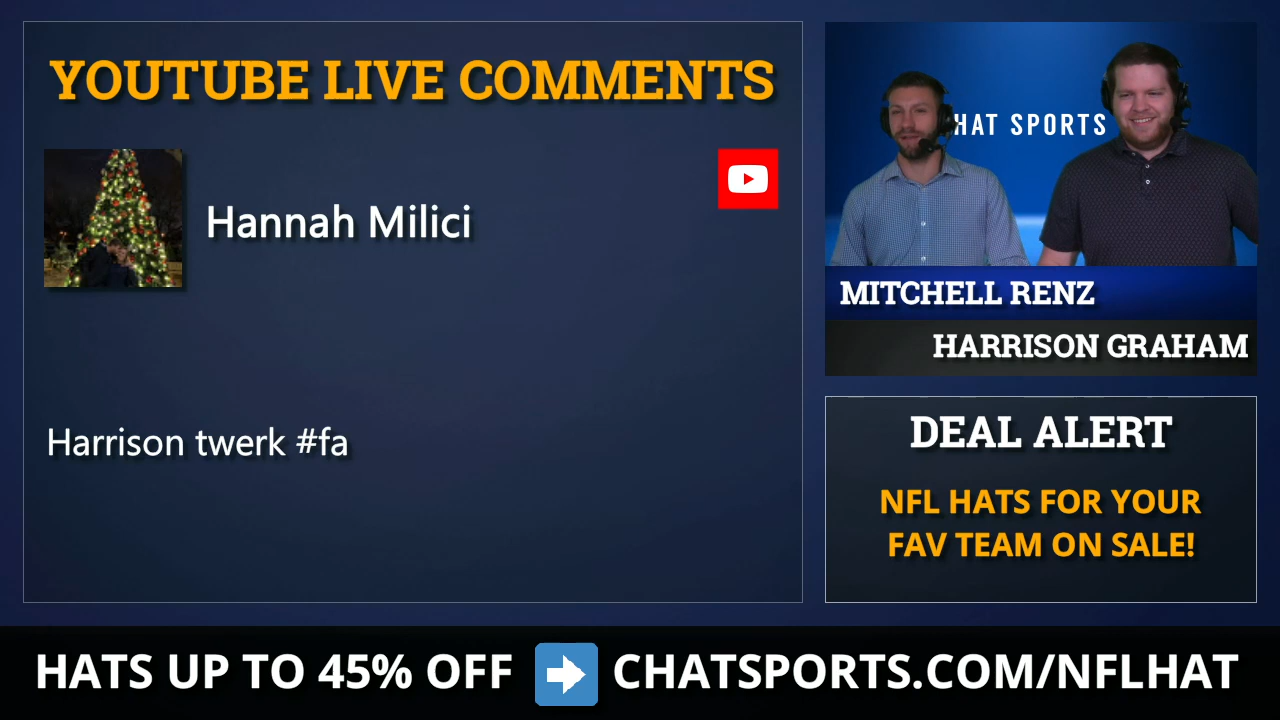 YOUTUBE LIVE COMMENTS
Hannah Milici
Harrison twerk #fa
HAT SPORTS
MITCHELL RENZ
HARRISON GRAHAM
DEAL ALERT
NFL HATS FOR YOUR
FAV TEAM ON SALE!
HATS UP TO 45% OFF ➡ CHATSPORTS.COM/NFLHAT